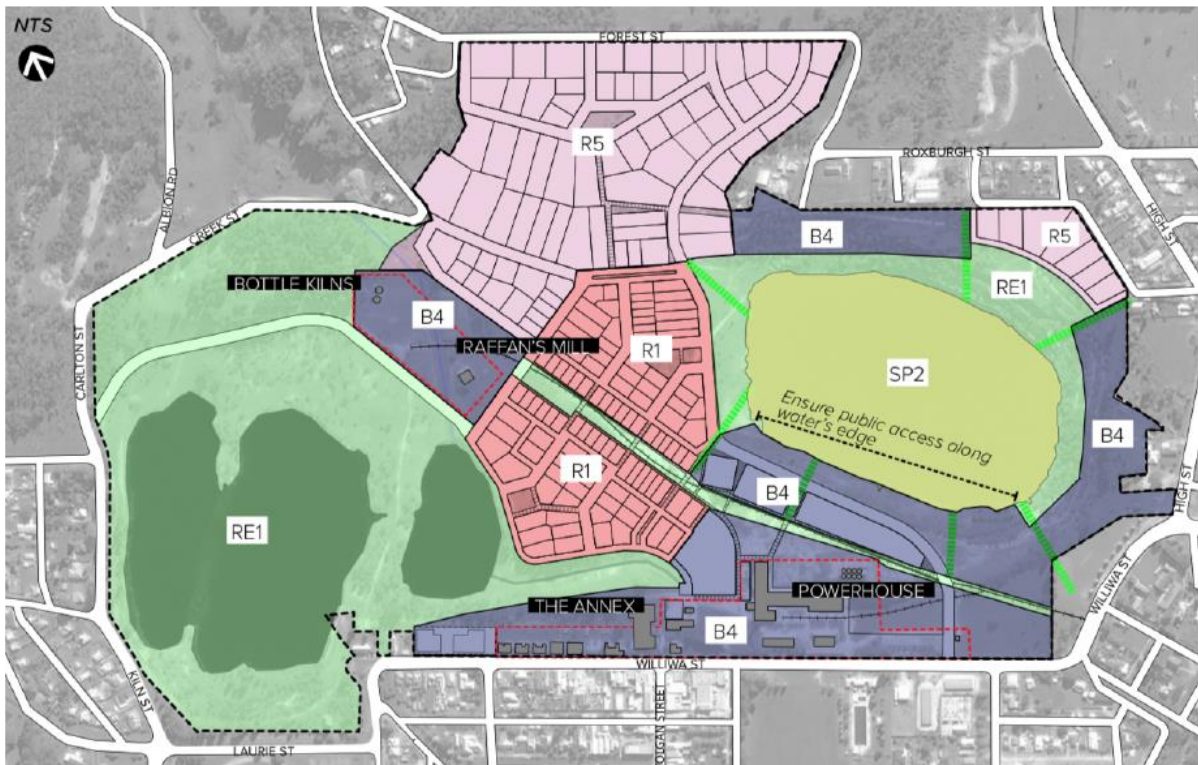 NTS
FOREST ST
R5
ROXBURGH ST
ALBION RD
HIGH ST
CREEK ST
B4
R5
BOTTLE KILNS
RE1
B4
RAFFAN'S MILL
R1
CARLTON ST
SP2
Ensure public access along
water's edge
B4
R1
B4
HIGH ST
RE1
POWERHOUSE
WILLIWA ST
THE ANNEX
B4
WILLIWA ST
KILN ST
STREET
LAURIE ST